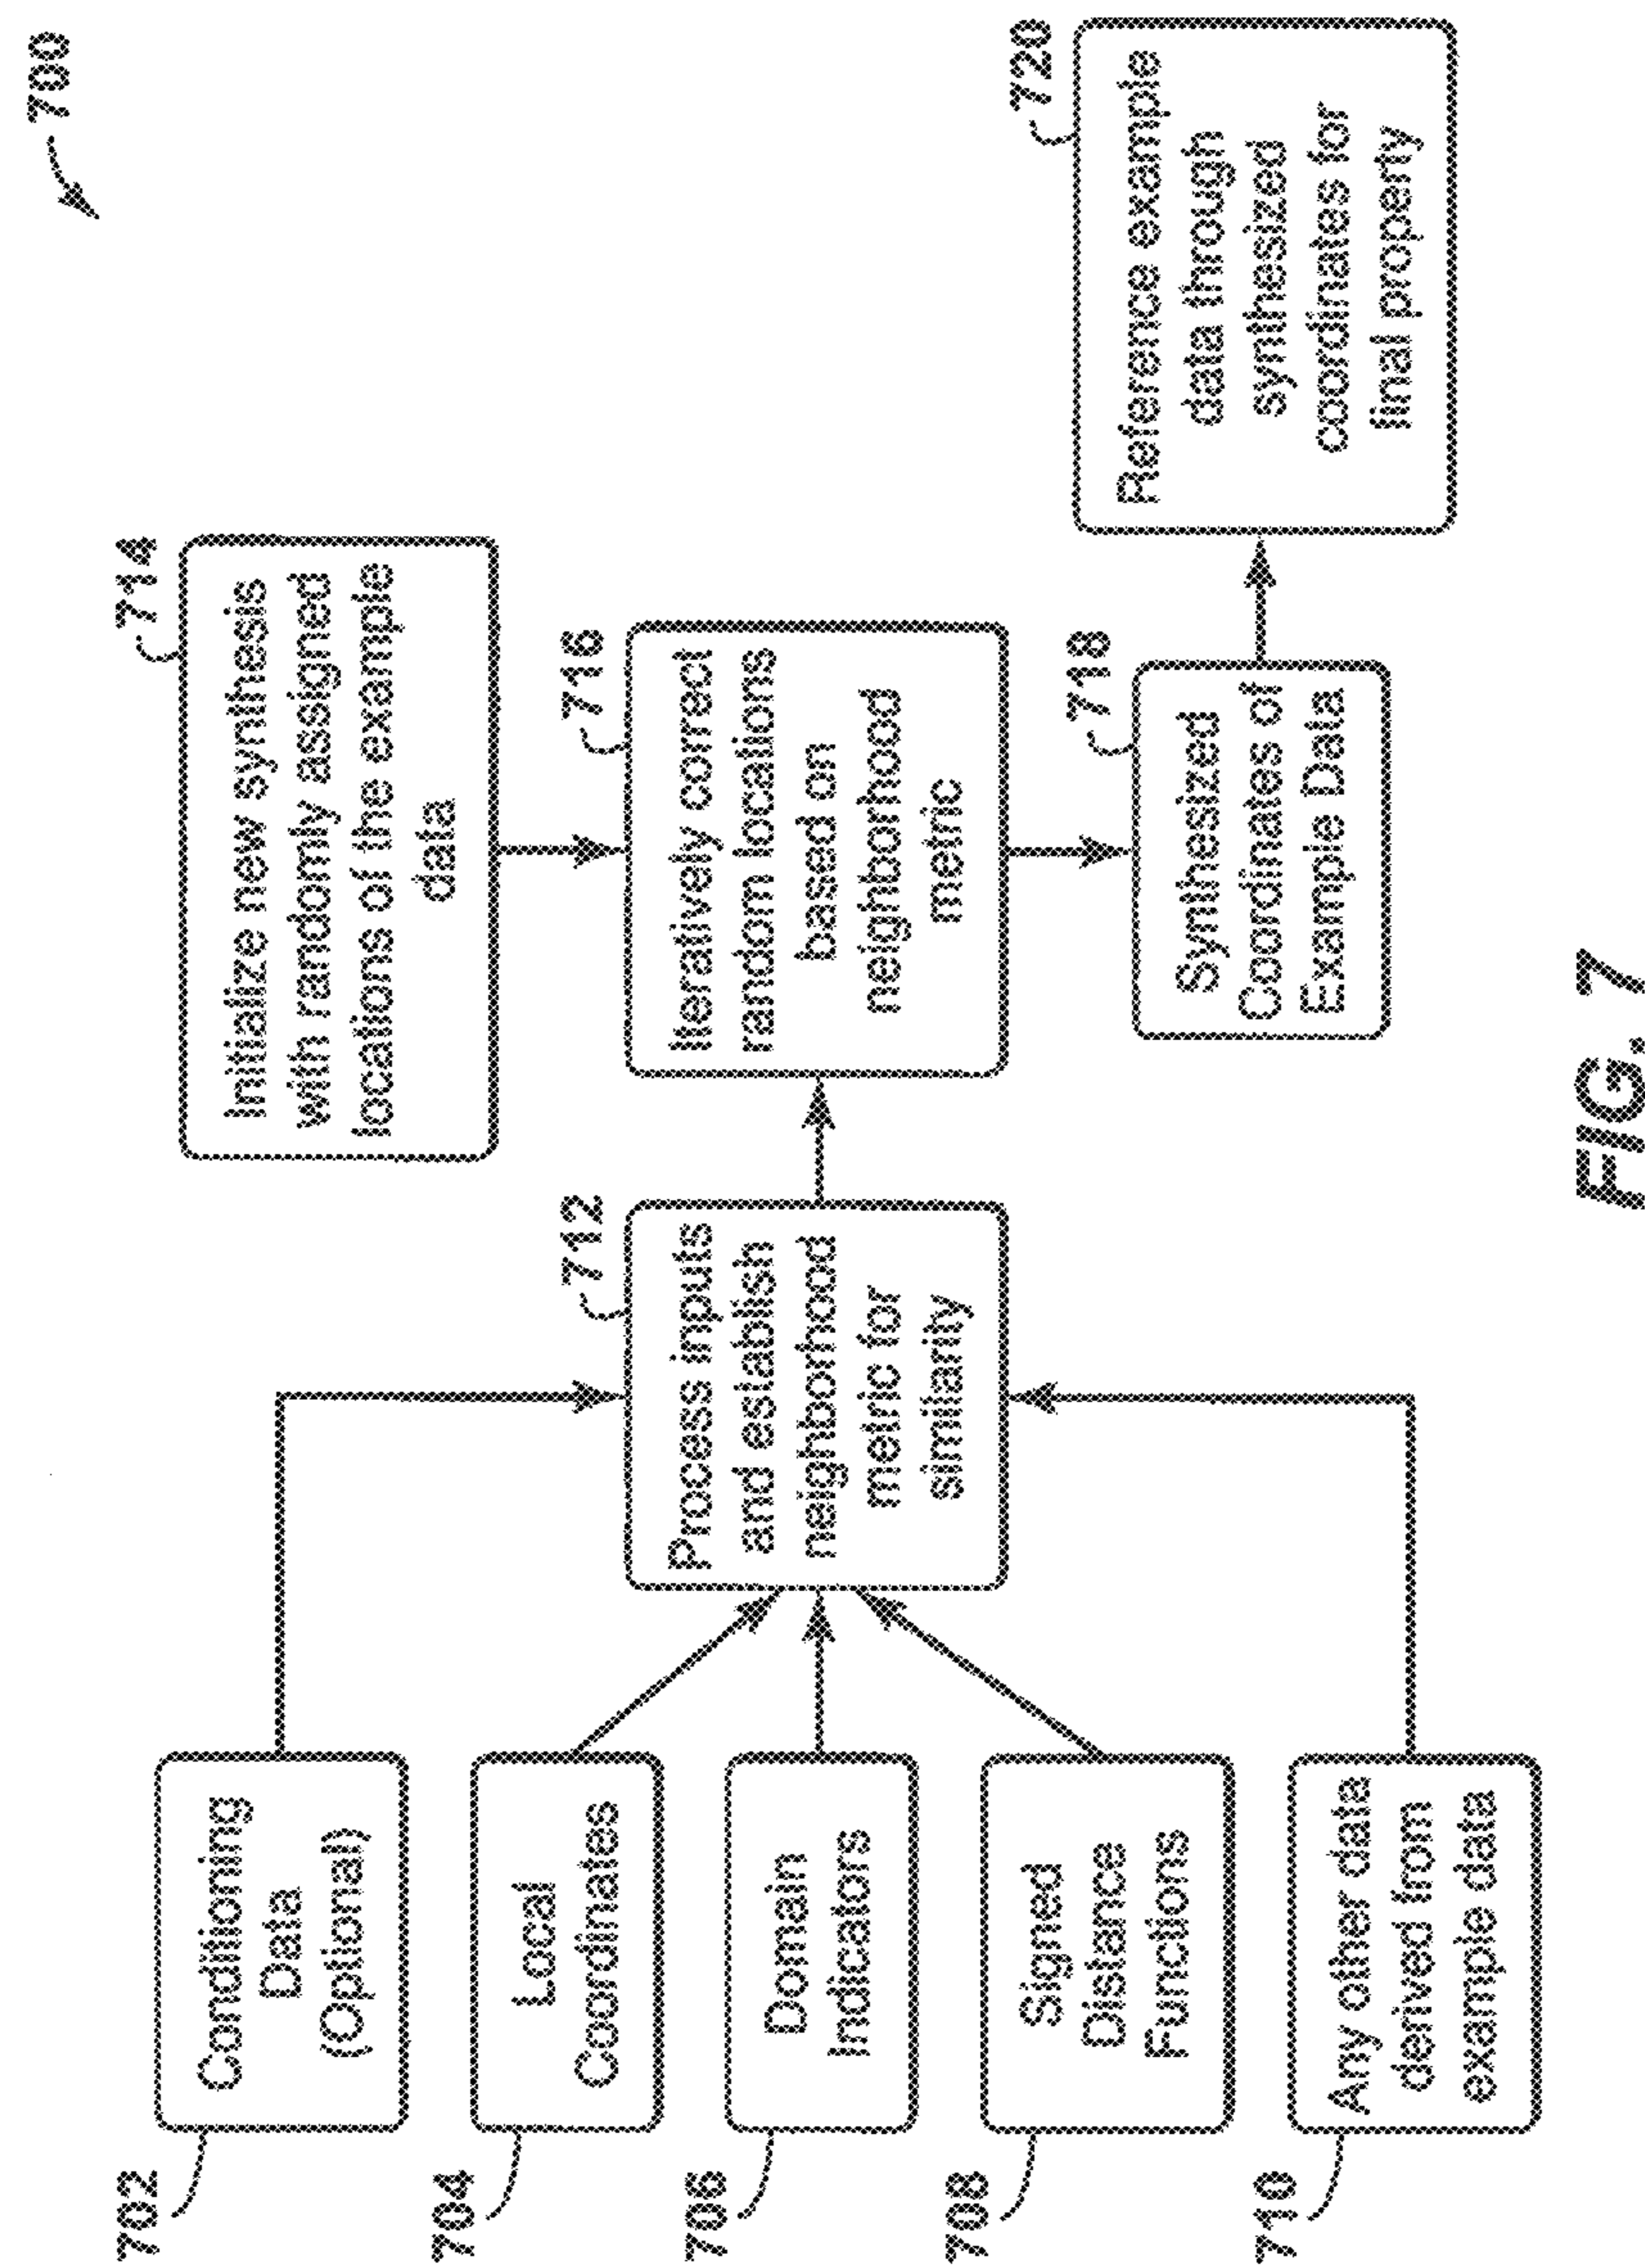 700
702
Conditioning
Data
(Optional)
704
Local
Coordinates
706
Domain
Indicators
708
Signed
Distance
Functions
710
Any other data
derived from
example data
712
Process inputs
and establish
neighborhood
metric for
similarity
714
Initialize new synthesis
with randomly assigned
locations of the example
data
716
Iteratively correct
random locations
based on
neighborhood
metric
718
Synthesized
Coordinates of
Example Data
720
Reference example
data through
synthesized
coordinates for
final property
FIG. 7